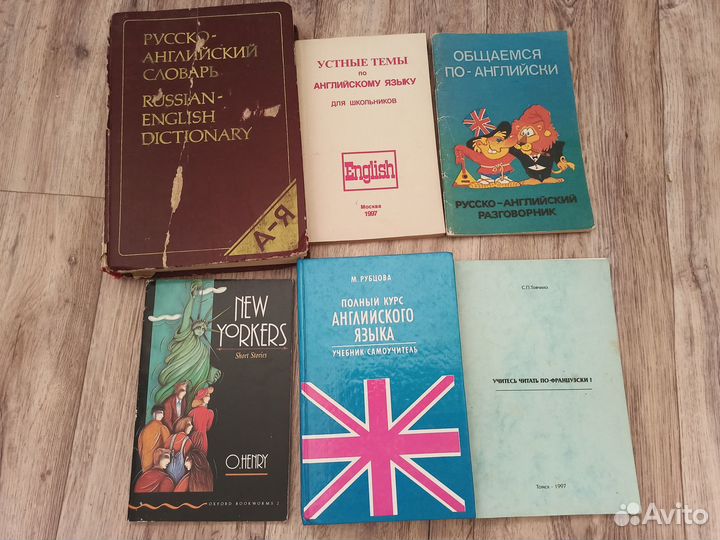 РУССКО-
АНГЛИЙСКИЙ
СЛОВАРЬ
RUSSIAN-
ENGLISH
DICTIONARY
А-Я
УСТНЫЕ ТЕМЫ
по
АНГЛИЙСКОМУ ЯЗЫКУ
ДЛЯ ШКОЛЬНИКОВ
English
Москва
1997
ОБЩАЕМСЯ
ПО-АНГЛИЙСКИ
РУССКО-АНГЛИЙСКИЙ
РАЗГОВОРНИК
NEW
YORKERS
Short Stories
O.HENRY
OXFORD BOOKWORMS 2
М. РУБЦОВА
ПОЛНЫЙ КУРС
АНГЛИЙСКОГО
ЯЗЫКА
УЧЕБНИК САМОУЧИТЕЛЬ
С.П.
УЧИТЕСЬ ЧИТАТЬ ПО-ФРАНЦУЗСКИ !
Томск - 1997
Avito